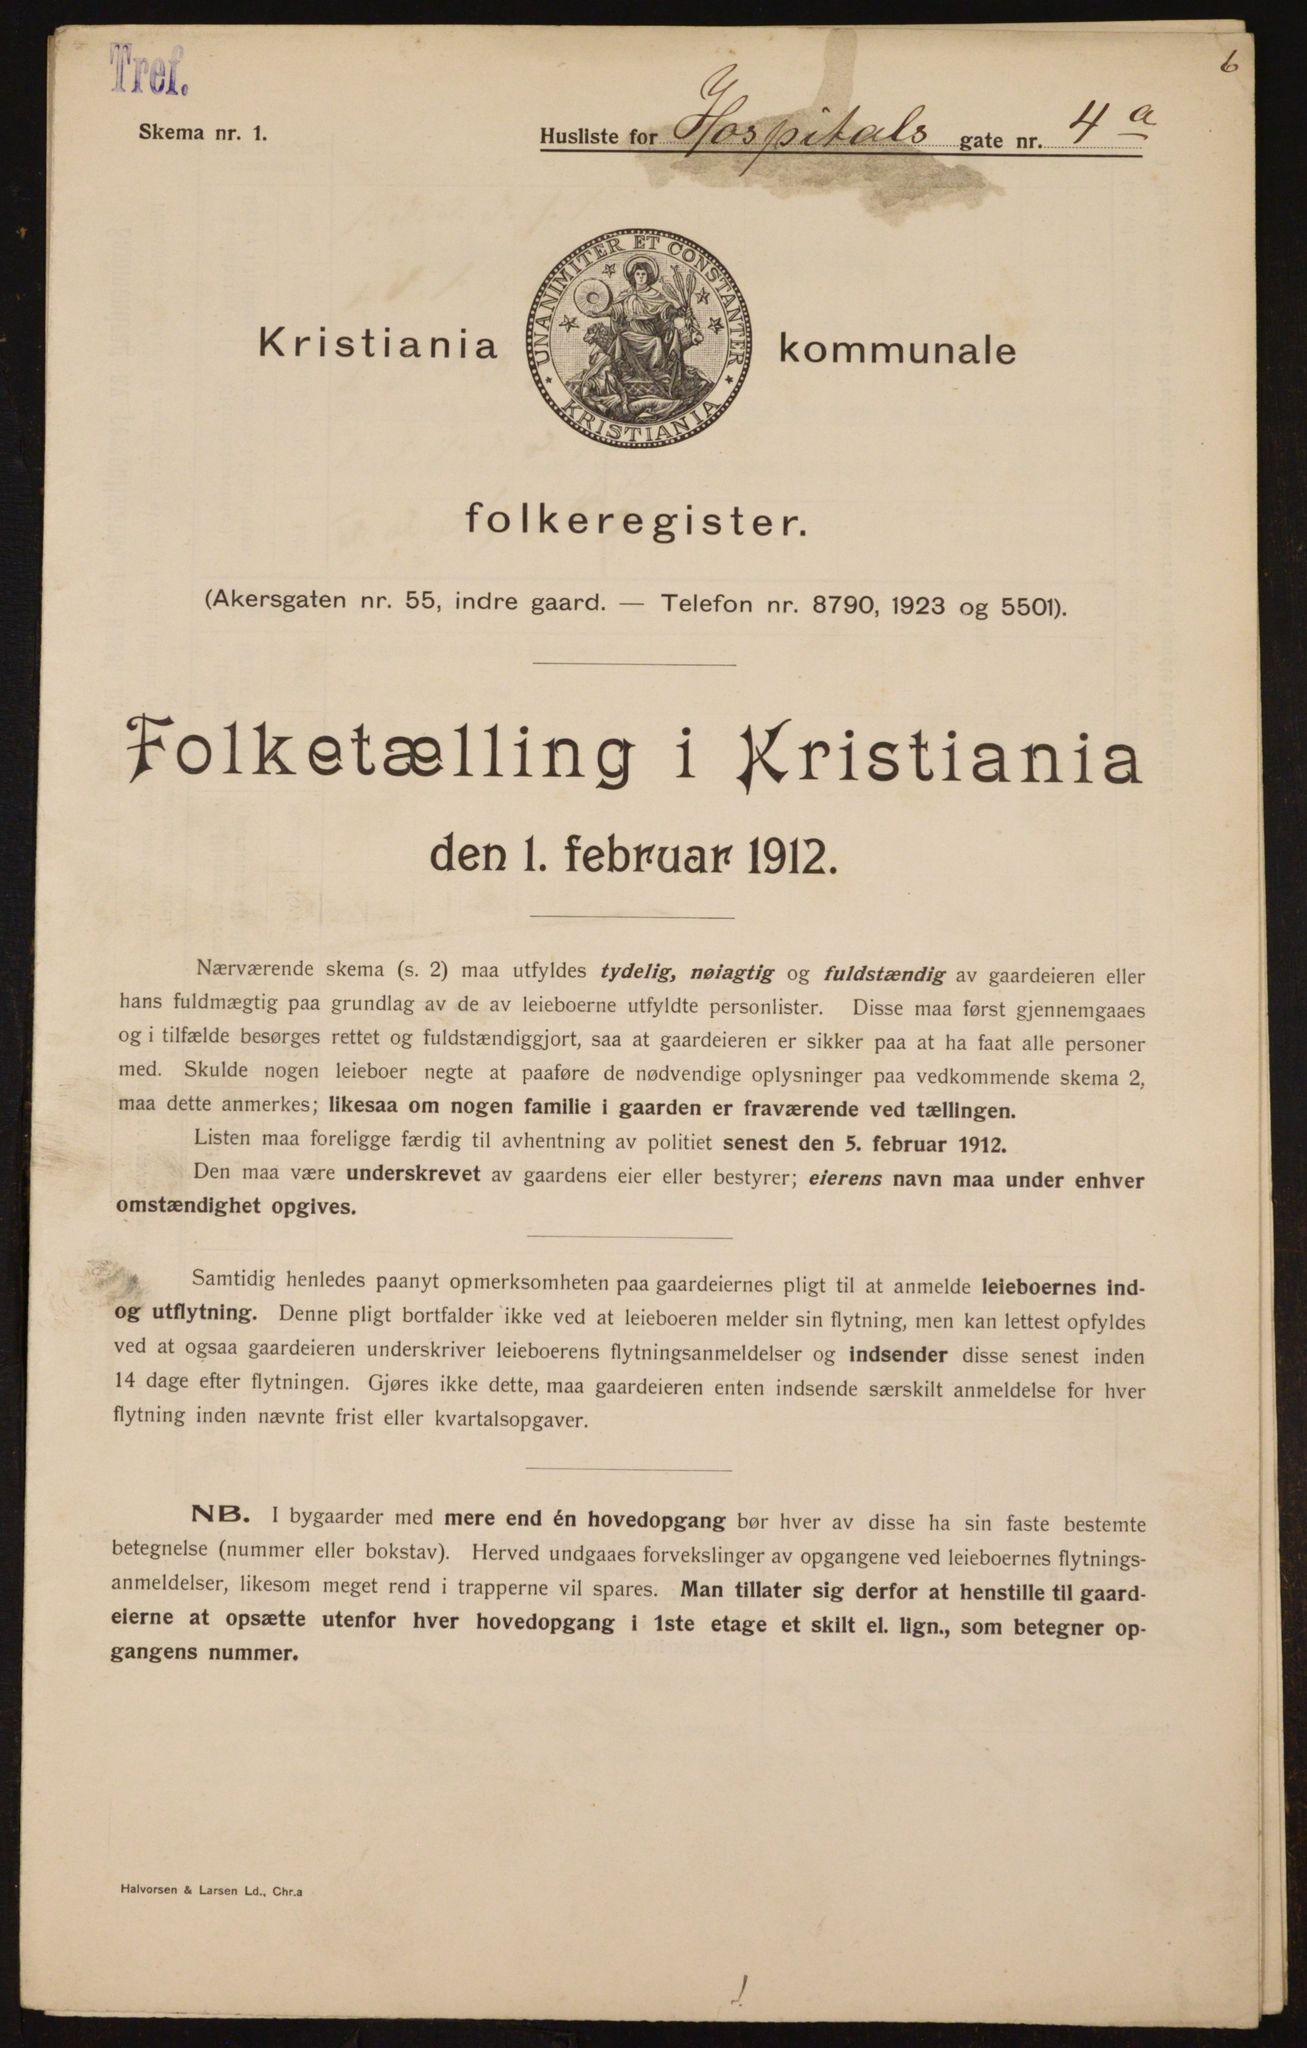 Tref.
6
Skema nr. 1.
Husliste for Hospitals gate nr. 4 a
UNANIMITER ET CONSTANTER
KRISTIANIA
Kristiania kommunale
folkeregister.
(Akersgaten nr. 55, indre gaard. — Telefon nr. 8790, 1923 og 5501).
Folketælling i Kristiania
den 1. februar 1912.
Nærværende skema (s. 2) maa utfyldes tydelig, nøiagtig og fuldstændig av gaardeieren eller
hans fuldmægtig paa grundlag av de av leieboerne utfyldte personlister. Disse maa først gjennemgaaes
og i tilfælde besørges rettet og fuldstændiggjort, saa at gaardeieren er sikker paa at ha faat alle personer
med. Skulde nogen leieboer negte at paaføre de nødvendige oplysninger paa vedkommende skema 2,
maa dette anmerkes; likesaa om nogen familie i gaarden er fraværende ved tællingen.
Listen maa foreligge færdig til avhentning av politiet senest den 5. februar 1912.
Den maa være underskrevet av gaardens eier eller bestyrer; eierens navn maa under enhver
omstændighet opgives.
Samtidig henledes paanyt opmerksomheten paa gaardeiernes pligt til at anmelde leieboernes ind-
og utflytning. Denne pligt bortfalder ikke ved at leieboeren melder sin flytning, men kan lettest opfyldes
ved at ogsaa gaardeieren underskriver leieboerens flytningsanmeldelser og indsender disse senest inden
14 dage efter flytningen. Gjøres ikke dette, maa gaardeieren enten indsende særskilt anmeldelse for hver
flytning inden nævnte frist eller kvartalsopgaver.
NB. I bygaarder med mere end én hovedopgang bør hver av disse ha sin faste bestemte
betegnelse (nummer eller bokstav). Herved undgaaes forvekslinger av opgangene ved leieboernes flytnings-
anmeldelser, likesom meget rend i trapperne vil spares. Man tillater sig derfor at henstille til gaard-
eierne at opsætte utenfor hver hovedopgang i 1ste etage et skilt el. lign., som betegner op-
gangens nummer.
Halvorsen & Larsen Ld., Chr.a